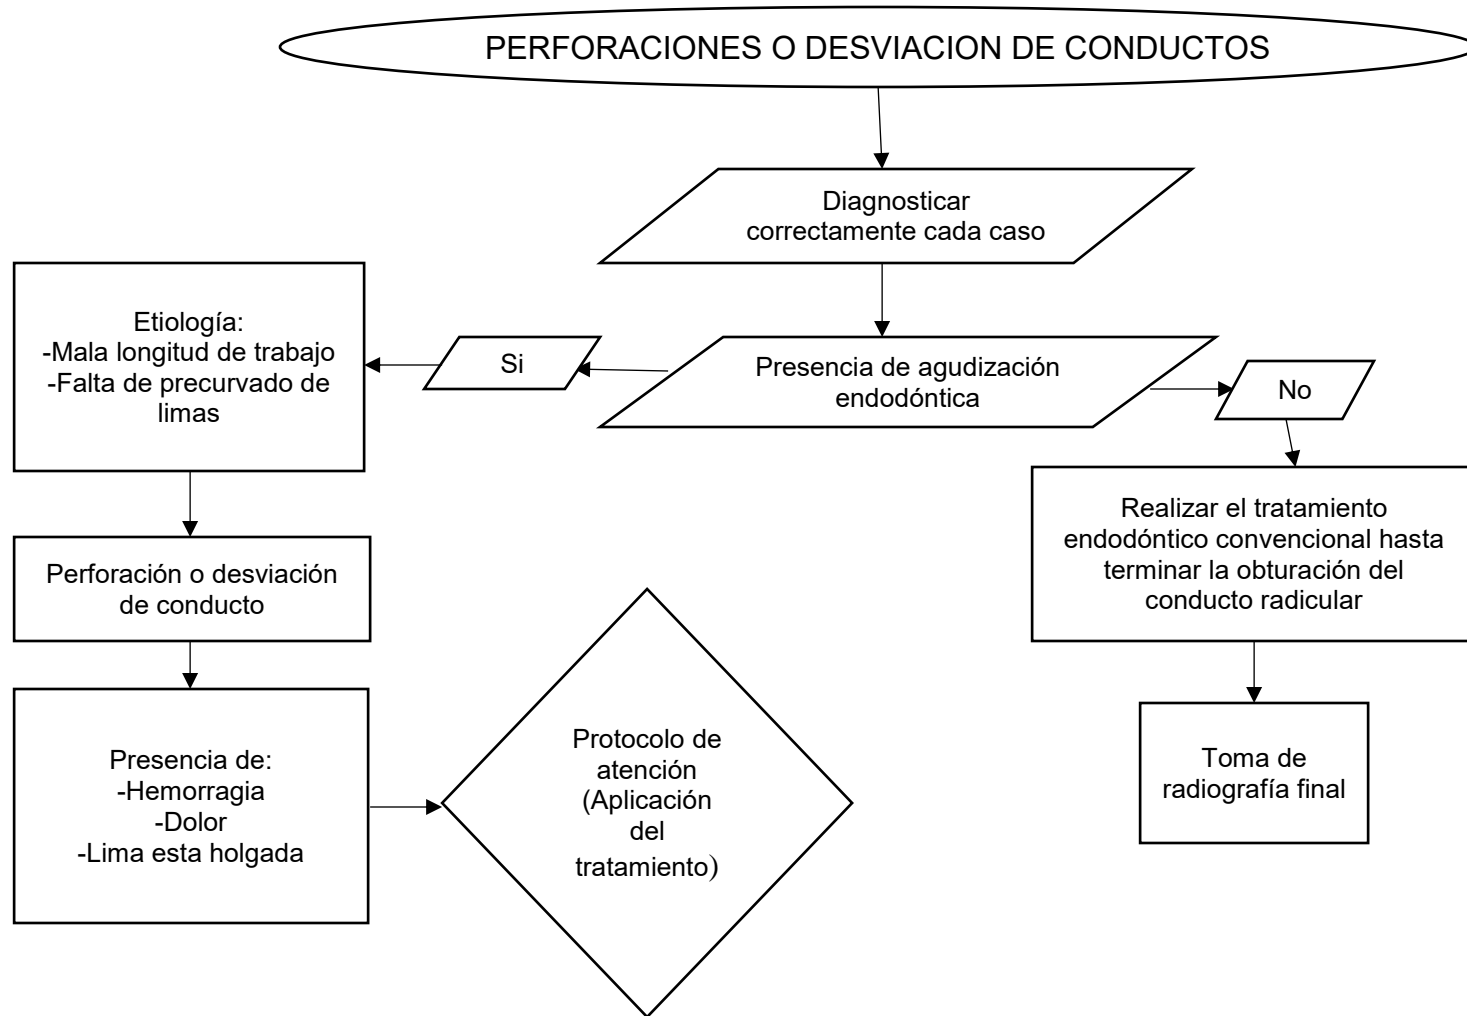 PERFORACIONES O DESVIACION DE CONDUCTOS
Diagnosticar
correctamente cada caso
Presencia de agudización
endodóntica
Si
No
Etiología:
-Mala longitud de trabajo
-Falta de precurvado de
limas
Perforación o desviación
de conducto
Presencia de:
-Hemorragia
-Dolor
-Lima esta holgada
Protocolo de
atención
(Aplicación
del
tratamiento)
Realizar el tratamiento
endodóntico convencional hasta
terminar la obturación del
conducto radicular
Toma de
radiografía final